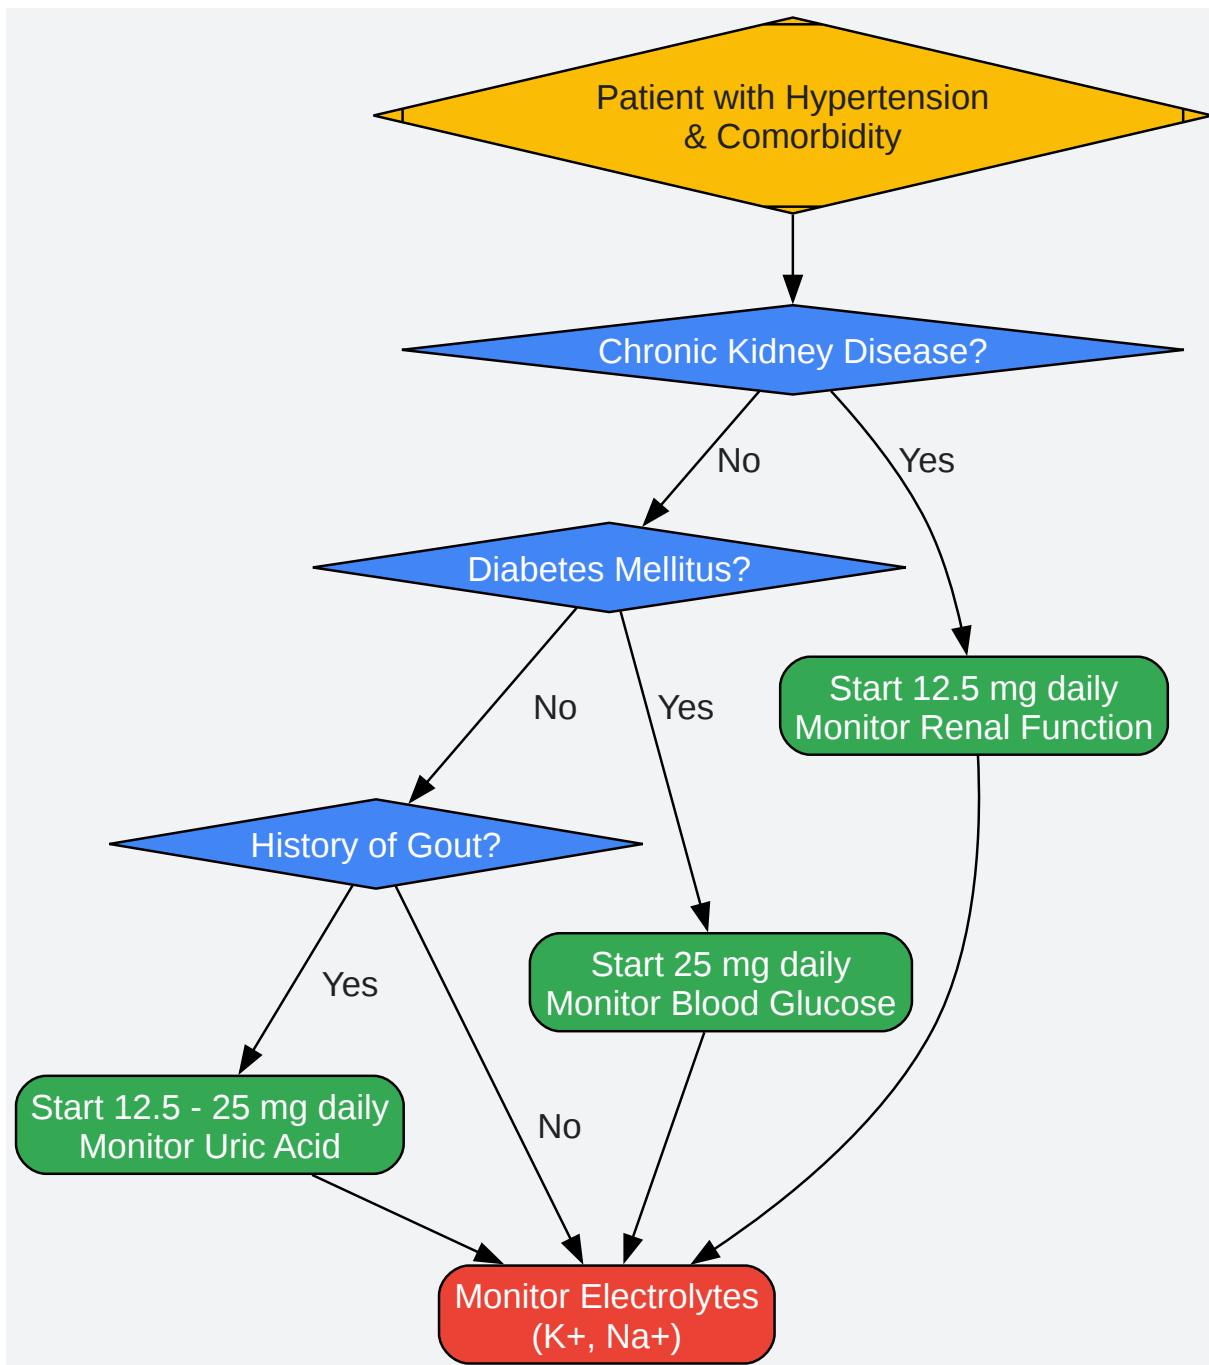 Patient with Hypertension
& Comorbidity
Chronic Kidney Disease?
No
Yes
Diabetes Mellitus?
No
Yes
Start 12.5 mg daily
Monitor Renal Function
History of Gout?
Yes
No
Start 25 mg daily
Monitor Blood Glucose
Start 12.5 - 25 mg daily
Monitor Uric Acid
Monitor Electrolytes
(K+, Na+)